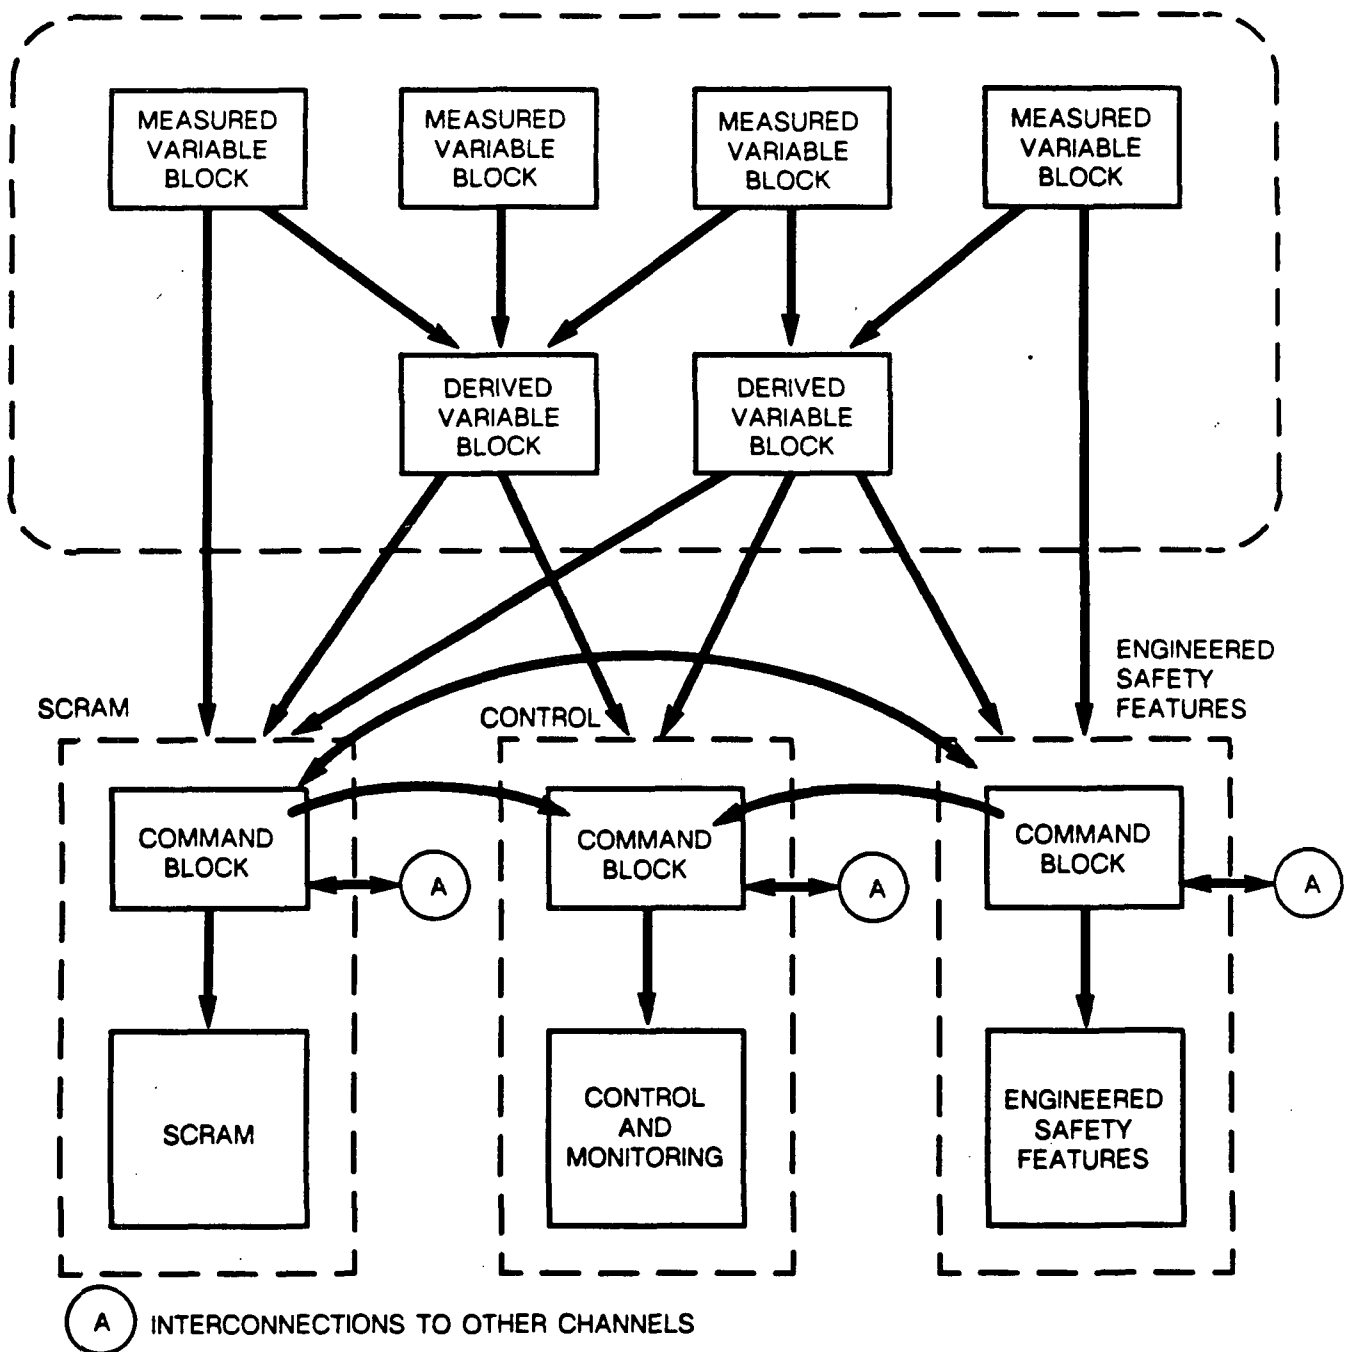 MEASURED
VARIABLE
BLOCK
MEASURED
VARIABLE
BLOCK
MEASURED
VARIABLE
BLOCK
MEASURED
VARIABLE
BLOCK
DERIVED
VARIABLE
BLOCK
DERIVED
VARIABLE
BLOCK
SCRAM
CONTROL
ENGINEERED
SAFETY
FEATURES
COMMAND
BLOCK
A
COMMAND
BLOCK
A
COMMAND
BLOCK
A
SCRAM
CONTROL
AND
MONITORING
ENGINEERED
SAFETY
FEATURES
A INTERCONNECTIONS TO OTHER CHANNELS